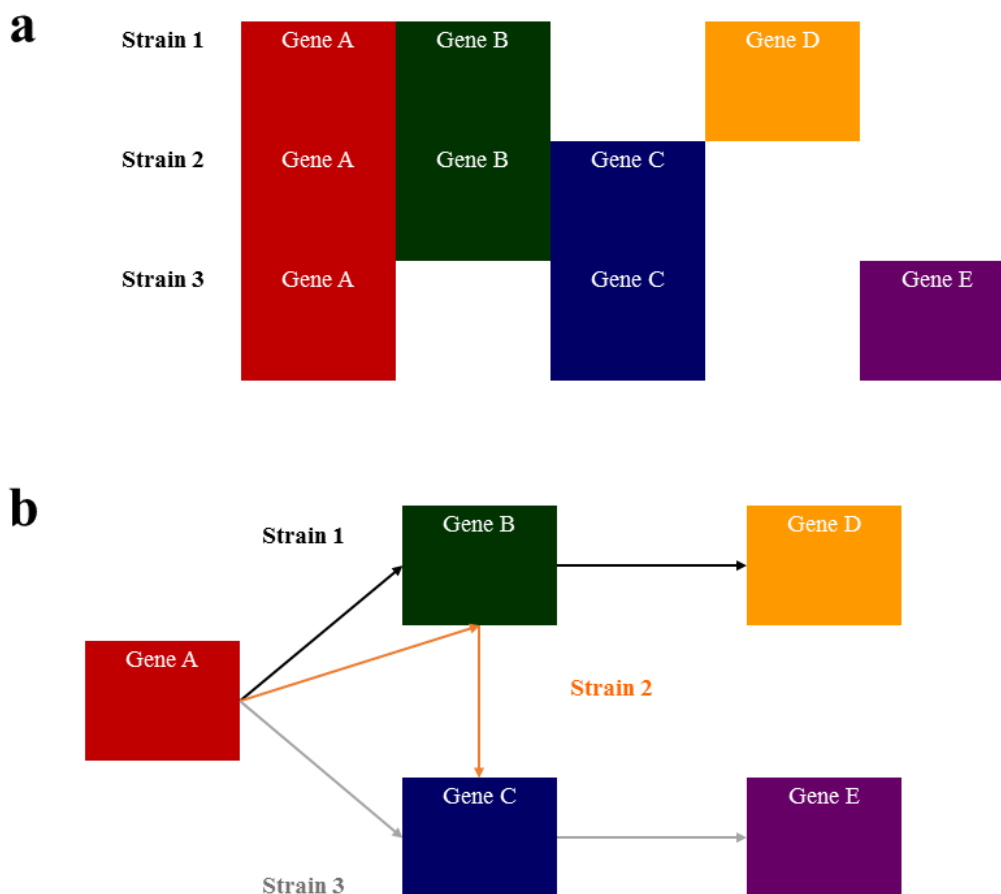 a
Strain 1 Gene A Gene B Gene D
Strain 2 Gene A Gene B Gene C
Strain 3 Gene A Gene C Gene E
b
Strain 1 Gene B Gene D
Gene A
Strain 2
Gene C Gene E
Strain 3